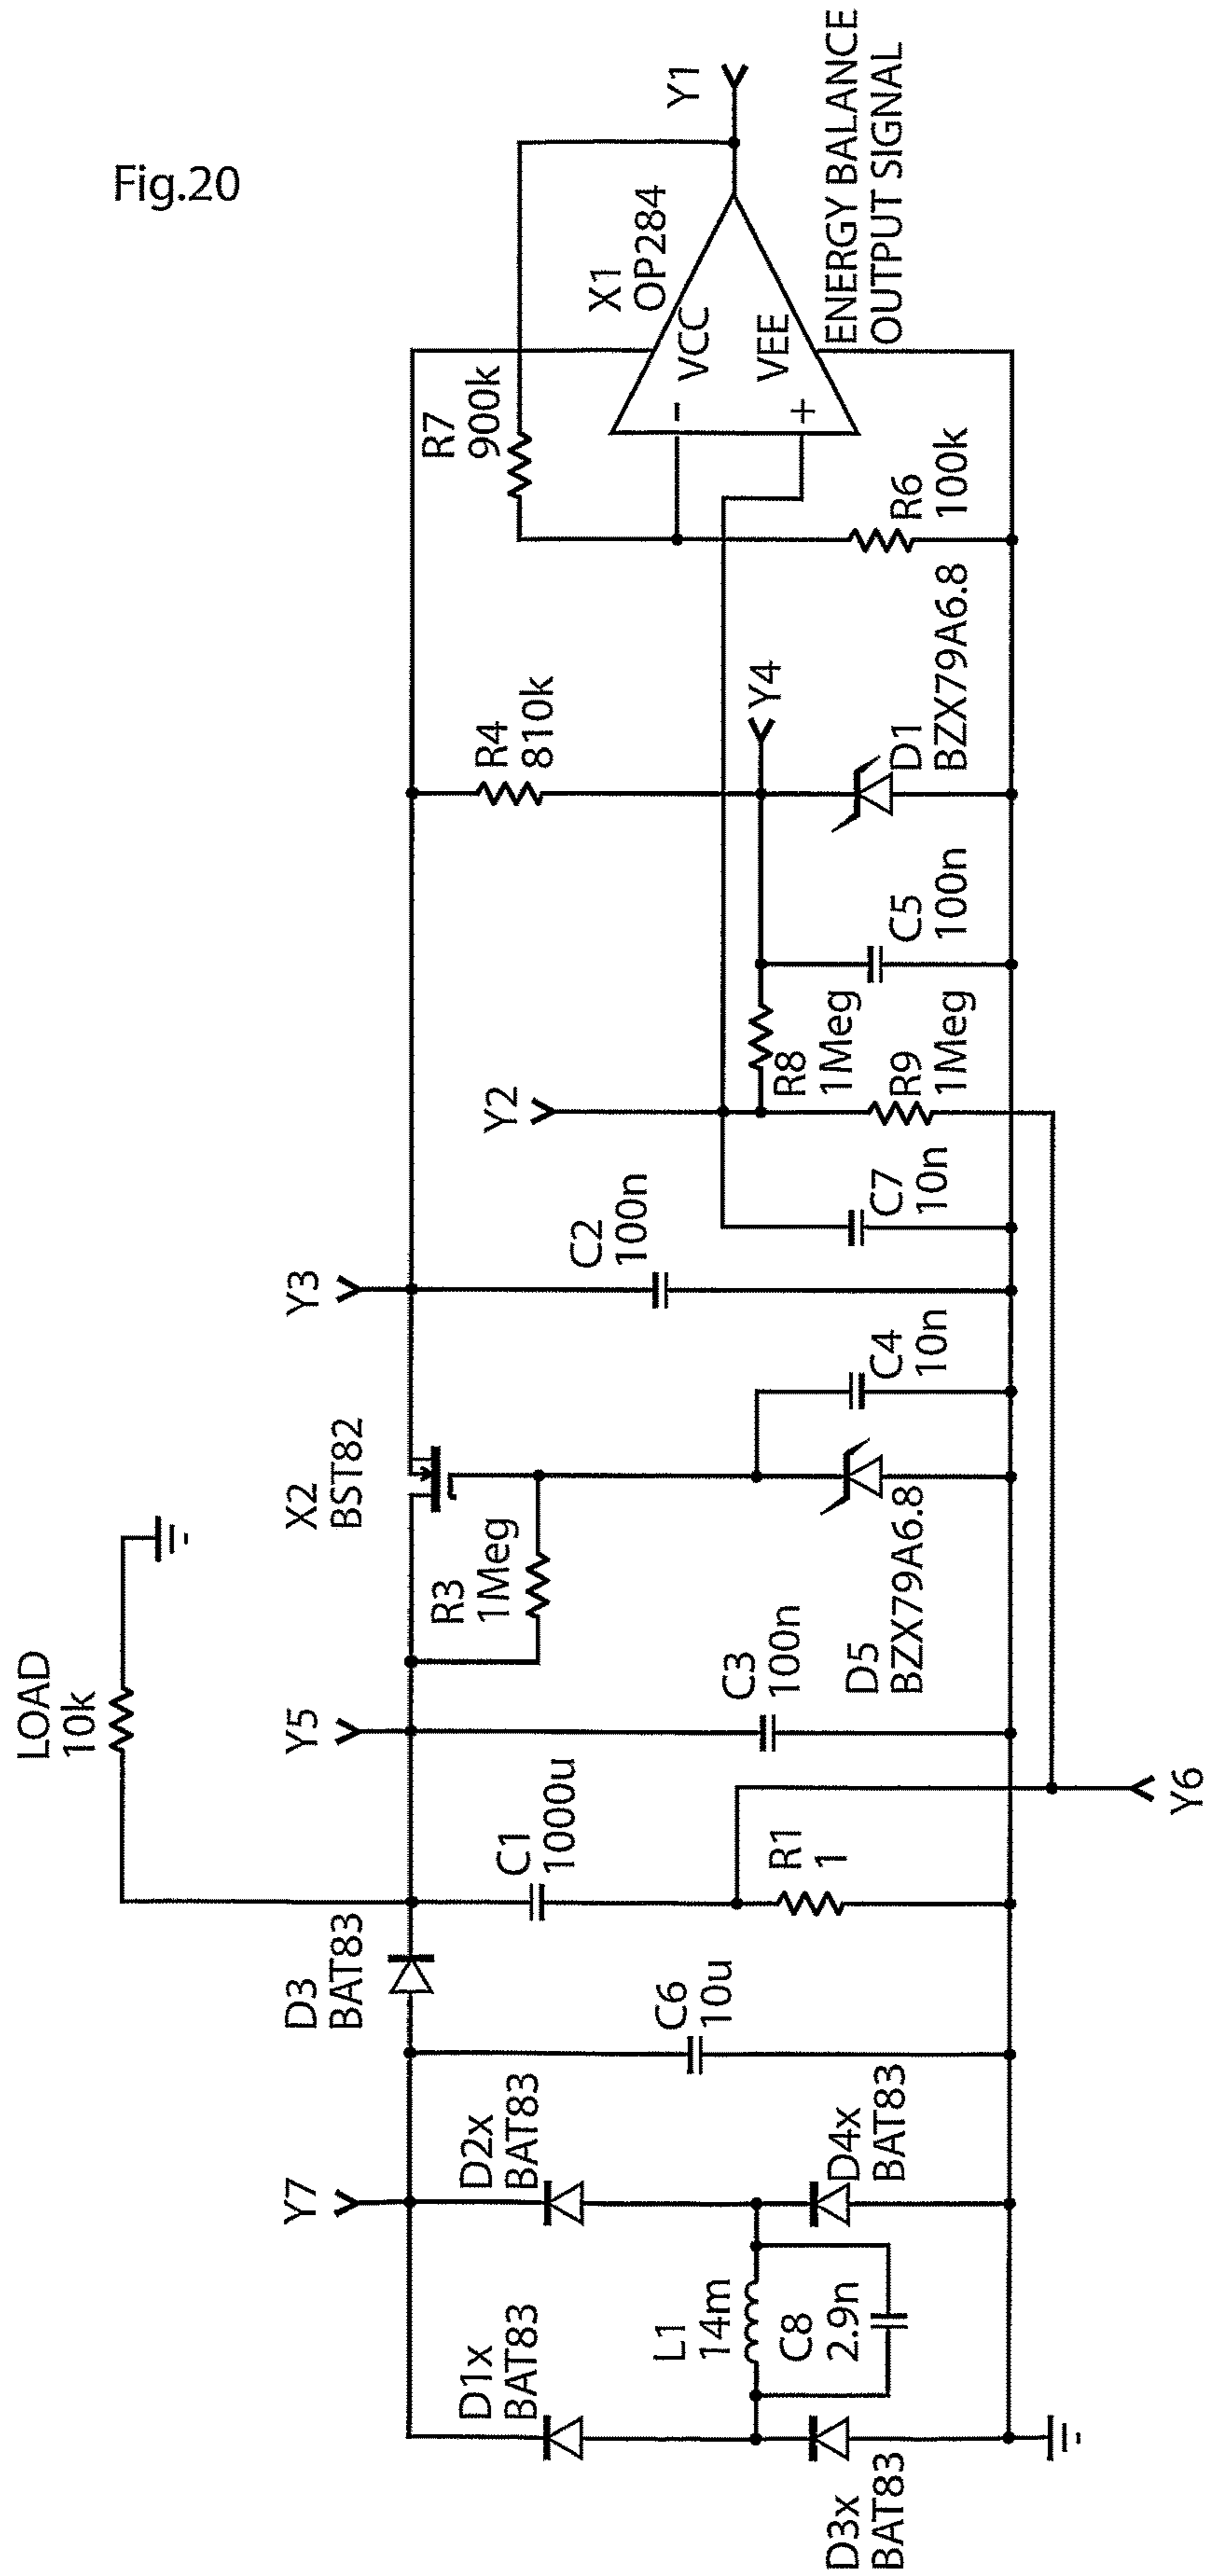 Fig.20
LOAD
10k
D3
BAT83
Y7
D1x
BAT83
D2x
BAT83
D3x
BAT83
D4x
BAT83
L1
14m
C8
2.9n
C6
10u
C1
1000u
R1
1
Y6
Y5
C3
100n
R3
1Meg
X2
BST82
D5
BZX79A6.8
C4
10n
Y3
C2
100n
C7
10n
Y2
R8
1Meg
R9
1Meg
C5
100n
Y4
R4
810k
D1
BZX79A6.8
R7
900k
R6
100k
X1
OP284
VCC
VEE
-
+
Y1
ENERGY BALANCE
OUTPUT SIGNAL